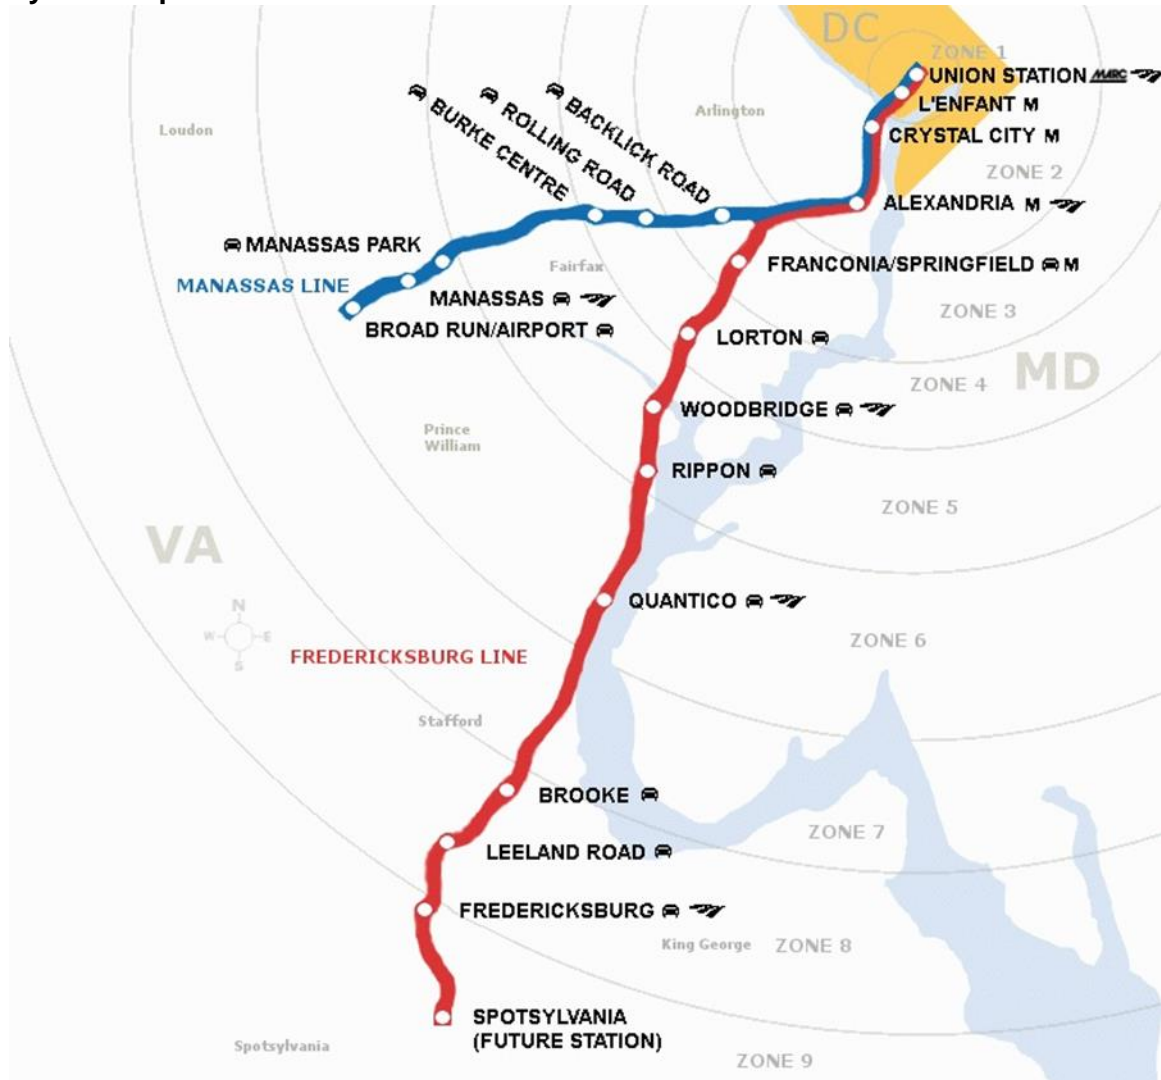 DC
ZONE 1
UNION STATION MARC
L'ENFANT M
CRYSTAL CITY M
Arlington
Loudon
BACKLICK ROAD
ROLLING ROAD
BURKE CENTRE
ZONE 2
ALEXANDRIA M
MANASSAS PARK
MANASSAS LINE
Fairfax
FRANCONIA/SPRINGFIELD M
MANASSAS
BROAD RUN/AIRPORT
ZONE 3
LORTON
MD
ZONE 4
WOODBRIDGE
Prince
William
RIPPON
ZONE 5
VA
QUANTICO
N
W
E
S
ZONE 6
FREDERICKSBURG LINE
Stafford
BROOKE
ZONE 7
LEELAND ROAD
FREDERICKSBURG
King George
ZONE 8
SPOTSYLVANIA
(FUTURE STATION)
Spotsylvania
ZONE 9